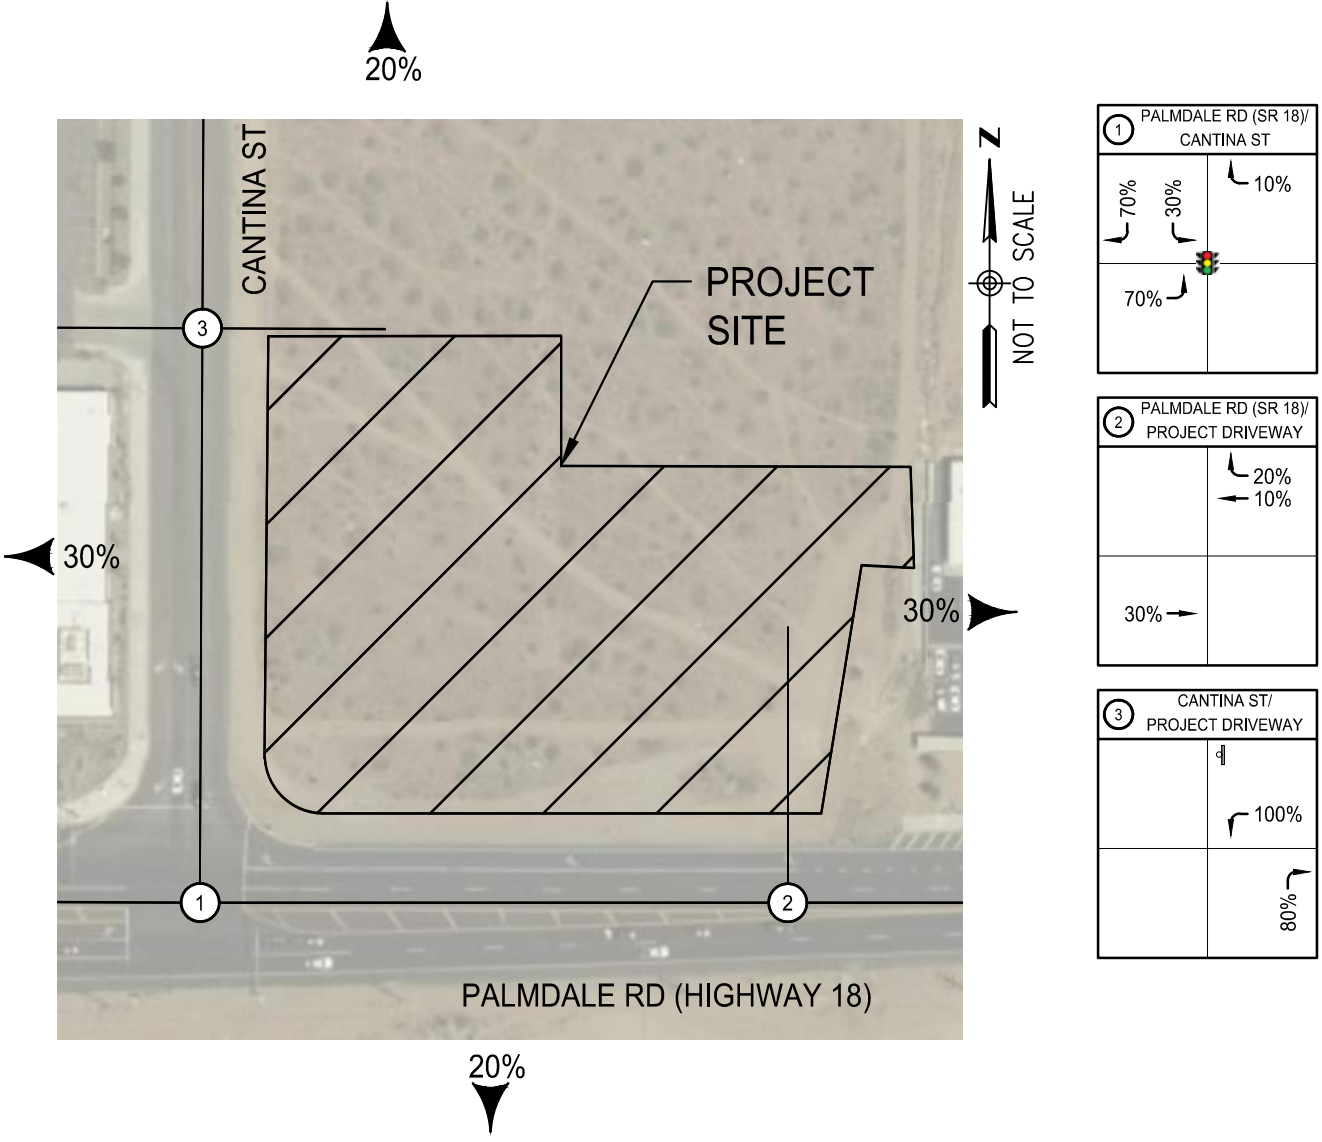 20%
CANTINA ST
PROJECT
SITE
3
30%
30%
1
2
PALMDALE RD (HIGHWAY 18)
20%
Z
NOT TO SCALE
1
PALMDALE RD (SR 18)/
CANTINA ST
70%
30%
10%
70%
2
PALMDALE RD (SR 18)/
PROJECT DRIVEWAY
20%
10%
30%
3
CANTINA ST/
PROJECT DRIVEWAY
100%
80%